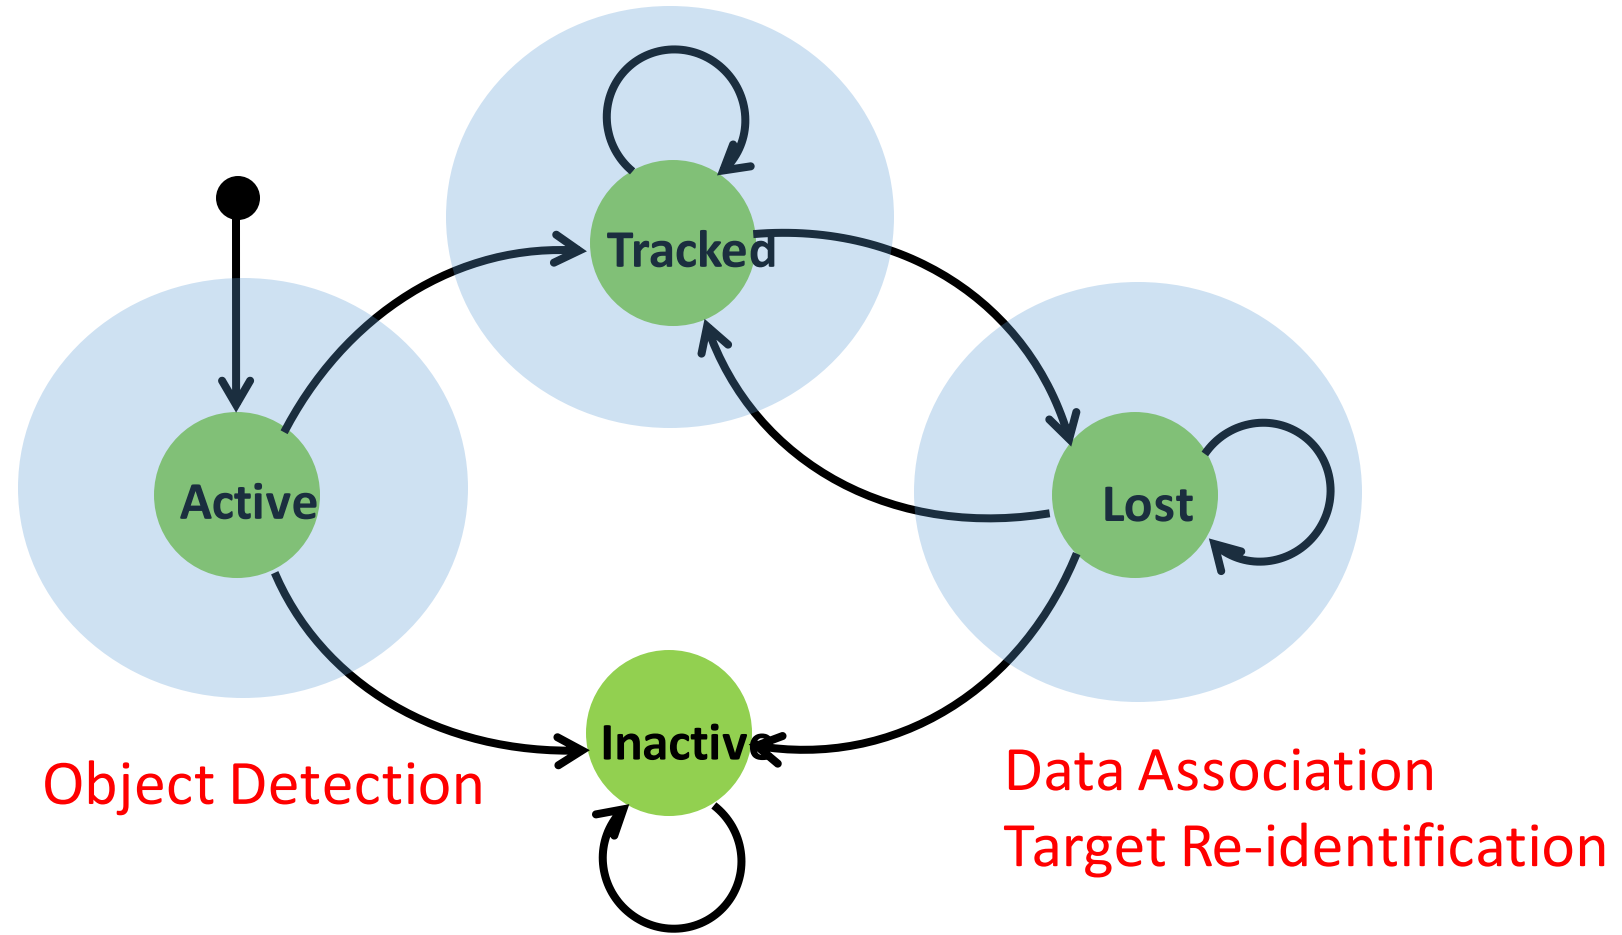 Tracked
Active
Lost
Inactive
Object Detection
Data Association
Target Re-identification